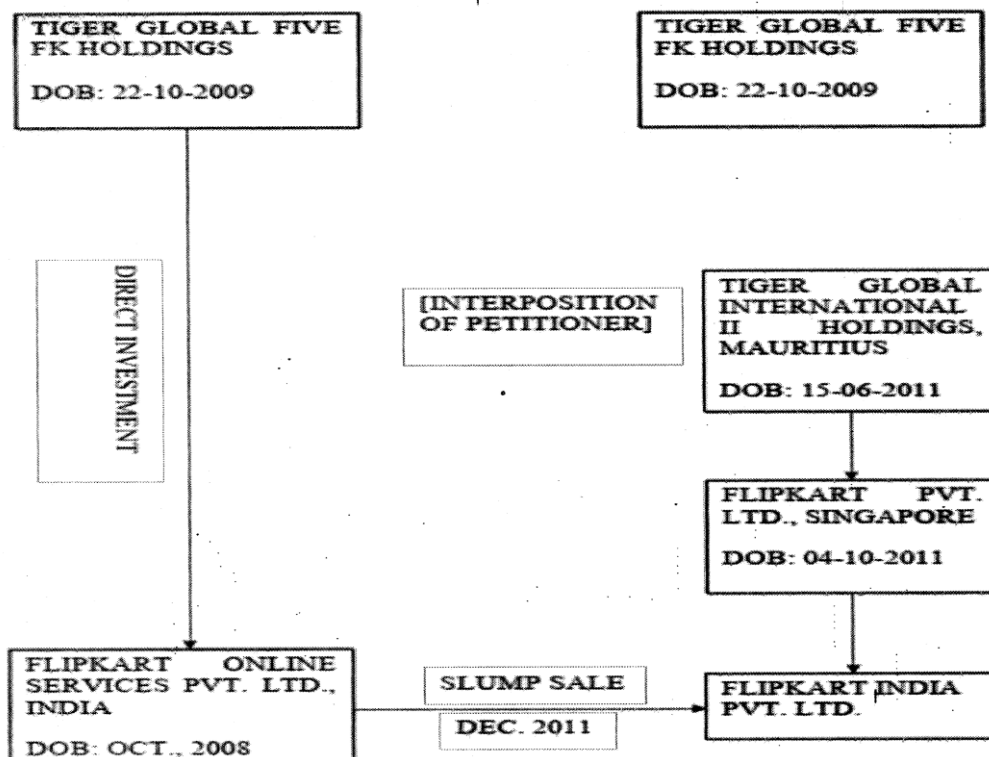 TIGER GLOBAL FIVE
FK HOLDINGS
DOB: 22-10-2009
TIGER GLOBAL FIVE
FK HOLDINGS
DOB: 22-10-2009
DIRECT INVESTMENT
[INTERPOSITION
OF PETITIONER]
TIGER GLOBAL
INTERNATIONAL
II HOLDINGS,
MAURITIUS
DOB: 15-06-2011
FLIPKART PVT.
LTD., SINGAPORE
DOB: 04-10-2011
FLIPKART ONLINE
SERVICES PVT. LTD.,
INDIA
DOB: OCT., 2008
SLUMP SALE
DEC. 2011
FLIPKART INDIA
PVT. LTD.